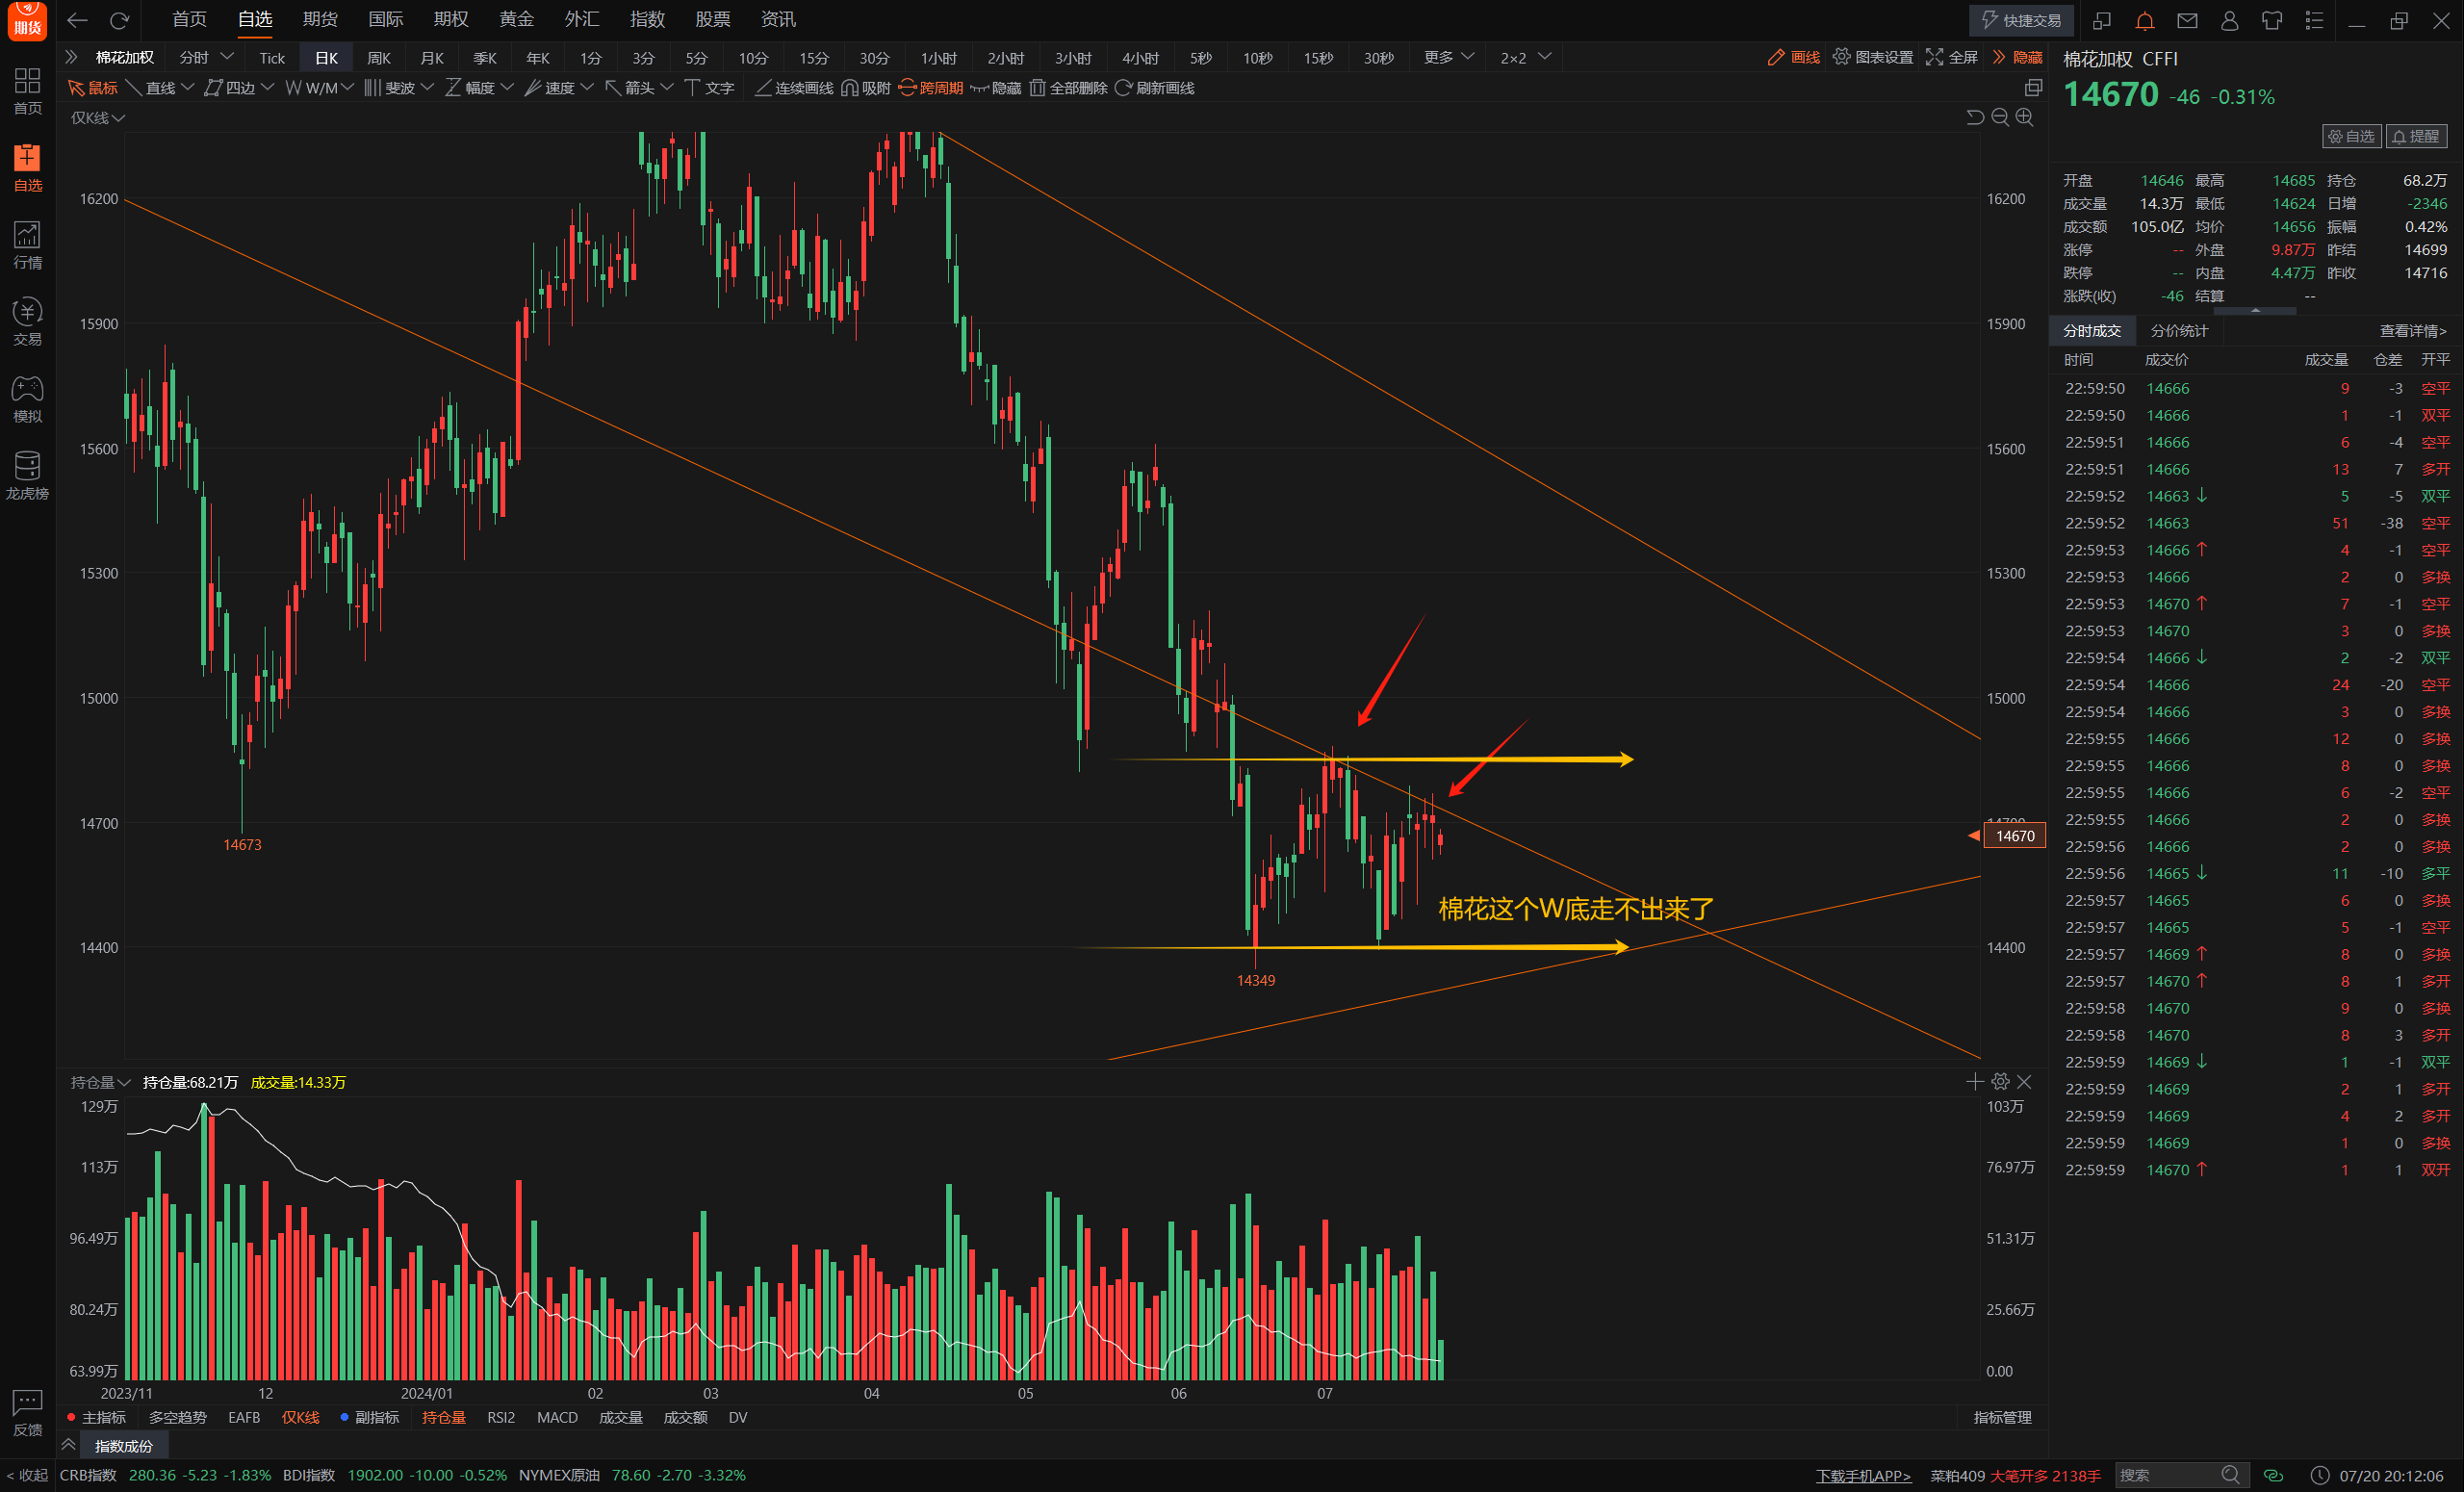 期货
首页 自选 期货 国际 期权 黄金 外汇 指数 股票 资讯
快捷交易
棉花加权 分时 Tick 日K 周K 月K 季K 年K 1分 3分 5分 10分 15分 30分 1小时 2小时 3小时 4小时 5秒 10秒 15秒 30秒 更多 2×2 画线 图表设置 全屏 隐藏
鼠标 直线 四边 W/M 斐波 幅度 速度 箭头 文字 连续画线 吸附 跨周期 隐藏 全部删除 刷新画线
首页
自选
行情
交易
模拟
龙虎榜
反馈
仅K线
16200 16200
15900 15900
15600 15600
15300 15300
15000 15000
14700 14700
14670
14673
棉花这个W底走不出来了
14400 14400
14349
持仓量 持仓量:68.21万 成交量:14.33万
129万 103万
113万 76.97万
96.49万 51.31万
80.24万 25.66万
63.99万 0.00
2023/11 12 2024/01 02 03 04 05 06 07
主指标 多空趋势 EAFB 仅K线 副指标 持仓量 RSI2 MACD 成交量 成交额 DV 指标管理
指数成份
棉花加权 CFFI
14670 -46 -0.31%
自选 提醒
开盘 14646 最高 14685 持仓 68.2万
成交量 14.3万 最低 14624 日增 -2346
成交额 105.0亿 均价 14656 振幅 0.42%
涨停 -- 外盘 9.87万 昨结 14699
跌停 -- 内盘 4.47万 昨收 14716
涨跌(收) -46 结算 --
分时成交 分价统计 查看详情>
时间 成交价 成交量 仓差 开平
22:59:50 14666 9 -3 空平
22:59:50 14666 1 -1 双平
22:59:51 14666 6 -4 空平
22:59:51 14666 13 7 多开
22:59:52 14663 ↓ 5 -5 双平
22:59:52 14663 51 -38 空平
22:59:53 14666 ↑ 4 -1 空平
22:59:53 14666 2 0 多换
22:59:53 14670 ↑ 7 -1 空平
22:59:53 14670 3 0 多换
22:59:54 14666 ↓ 2 -2 双平
22:59:54 14666 24 -20 空平
22:59:54 14666 3 0 多换
22:59:55 14666 12 0 多换
22:59:55 14666 8 0 多换
22:59:55 14666 6 -2 空平
22:59:55 14666 2 0 多换
22:59:56 14666 2 0 多换
22:59:56 14665 ↓ 11 -10 多平
22:59:57 14665 6 0 多换
22:59:57 14665 5 -1 空平
22:59:57 14669 ↑ 8 0 多换
22:59:57 14670 ↑ 8 1 多开
22:59:58 14670 9 0 多换
22:59:58 14670 8 3 多开
22:59:59 14669 ↓ 1 -1 双平
22:59:59 14669 2 1 多开
22:59:59 14669 4 2 多开
22:59:59 14669 1 0 多换
22:59:59 14670 ↑ 1 1 双开
< 收起 CRB指数 280.36 -5.23 -1.83% BDI指数 1902.00 -10.00 -0.52% NYMEX原油 78.60 -2.70 -3.32% 下载手机APP> 菜粕409 大笔开多 2138手 搜索 07/20 20:12:06